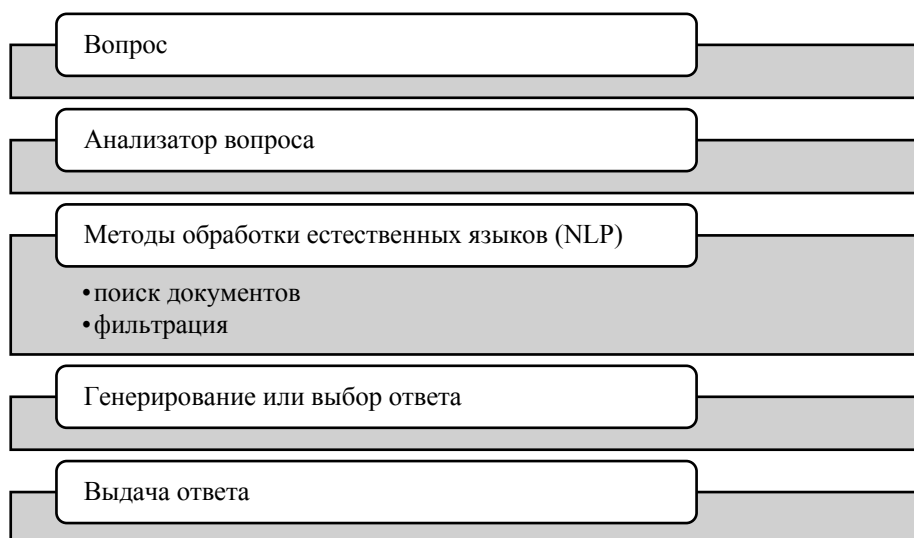 Вопрос
Анализатор вопроса
Методы обработки естественных языков (NLP)
•поиск документов
•фильтрация
Генерирование или выбор ответа
Выдача ответа